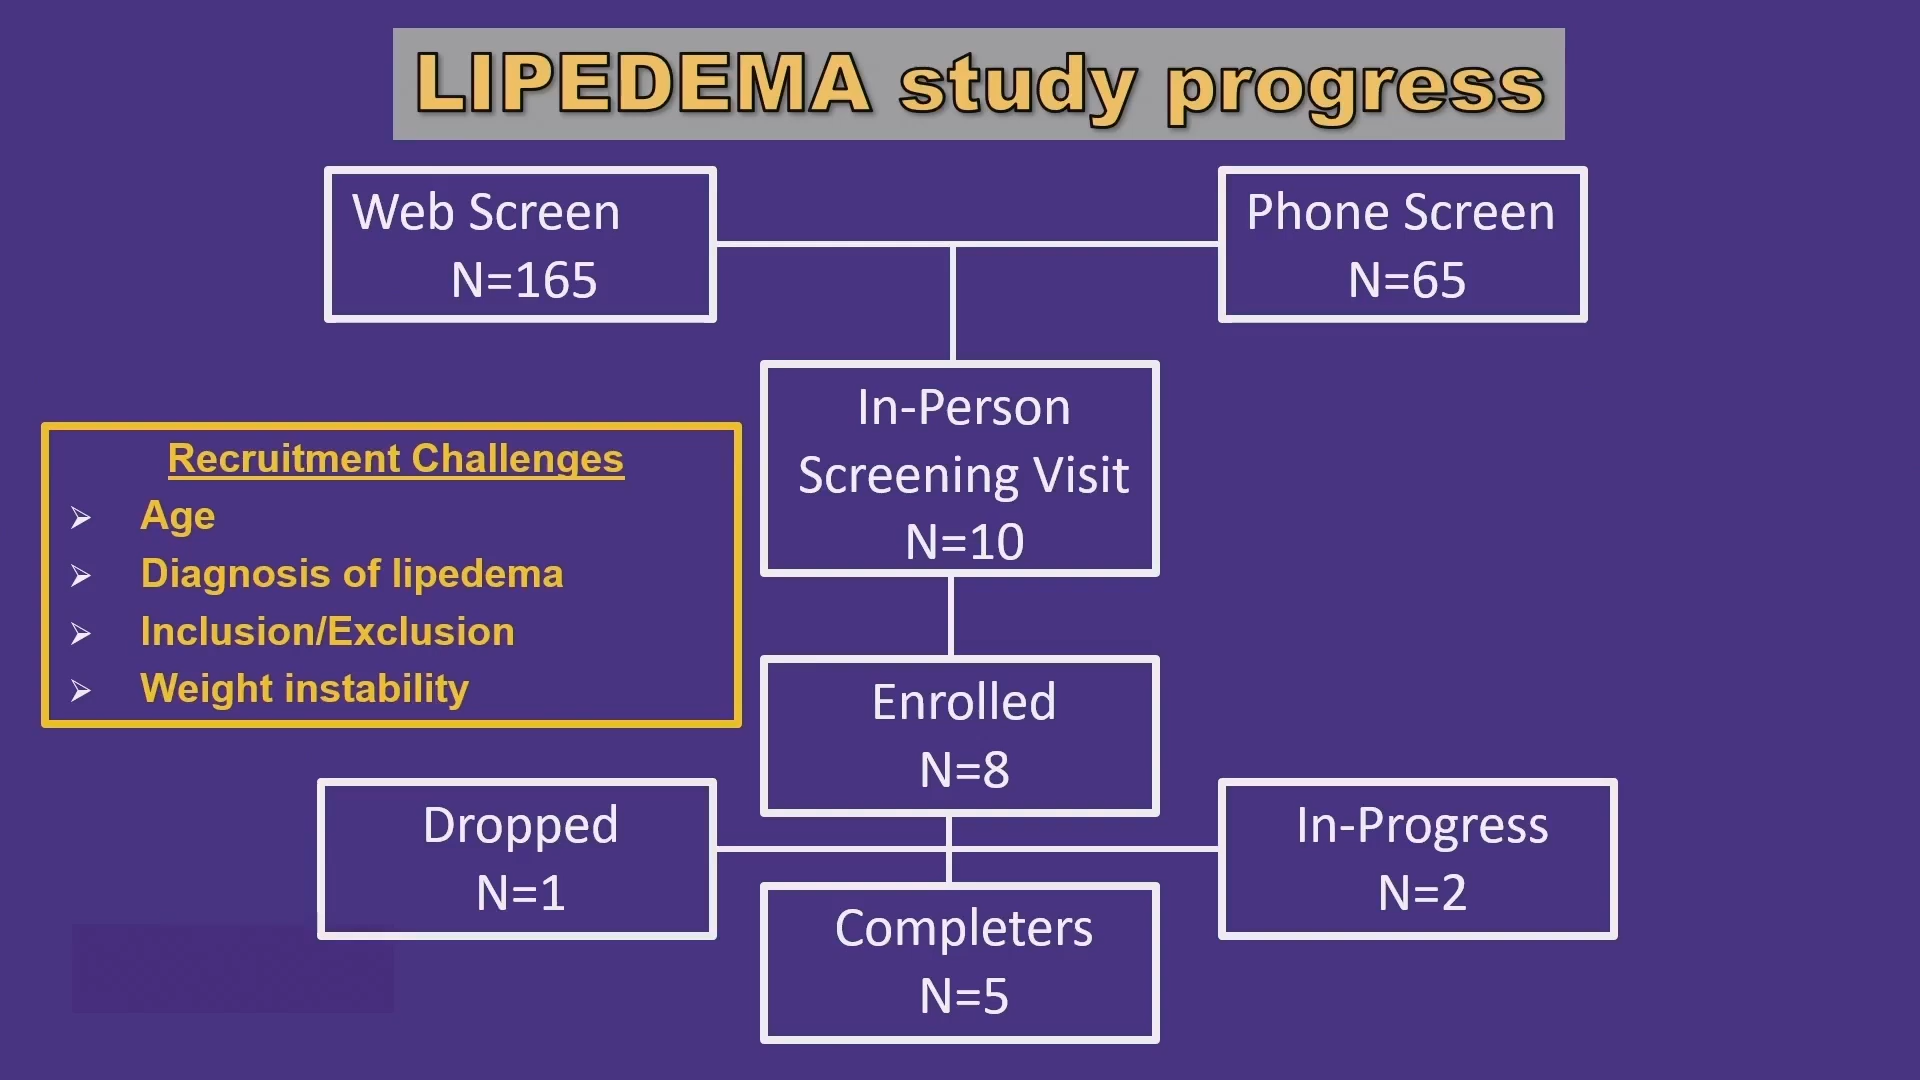 LIPEDEMA study progress
Web Screen
N=165
Phone Screen
N=65
In-Person
Screening Visit
N=10
Recruitment Challenges
➢ Age
➢ Diagnosis of lipedema
➢ Inclusion/Exclusion
➢ Weight instability
Enrolled
N=8
Dropped
N=1
In-Progress
N=2
Completers
N=5